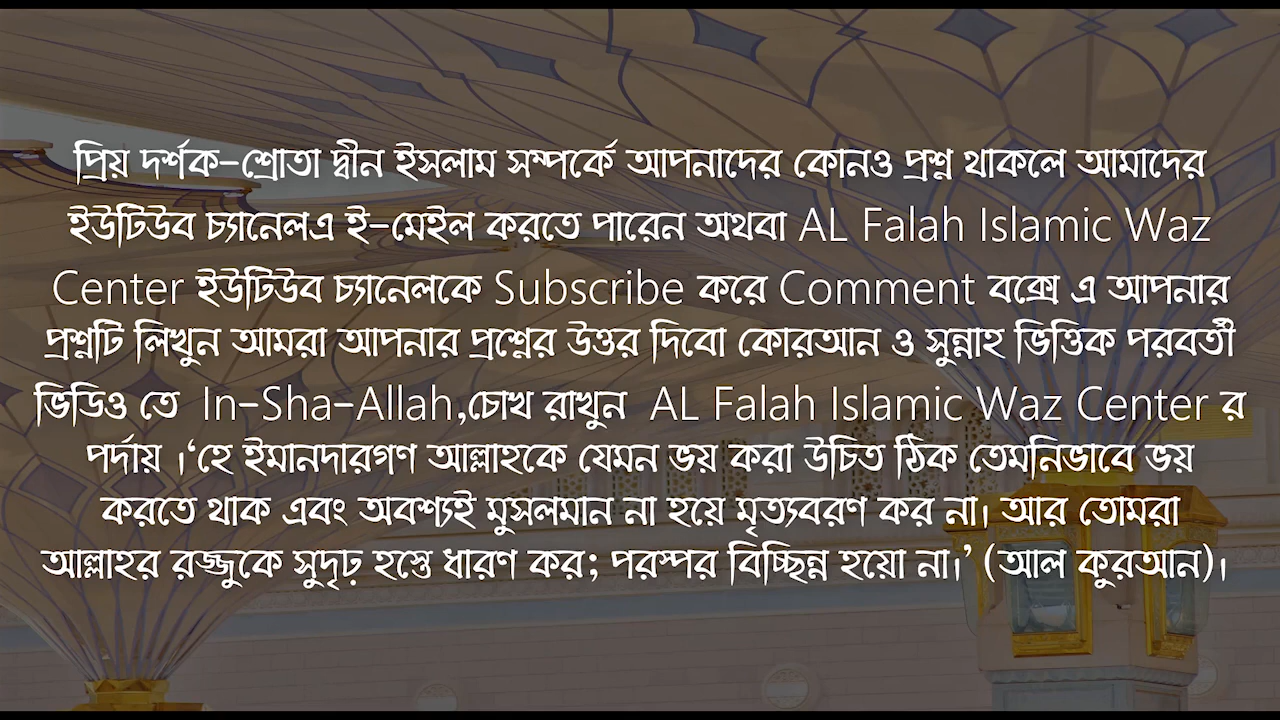 প্রিয় দর্শক-শ্রোতা দ্বীন ইসলাম সম্পর্কে আপনাদের কোনও প্রশ্ন থাকলে আমাদের
ইউটিউব চ্যানেলএ ই-মেইল করতে পারেন অথবা AL Falah Islamic Waz
Center ইউটিউব চ্যানেলকে Subscribe করে Comment বক্সে এ আপনার
প্রশ্নটি লিখুন আমরা আপনার প্রশ্নের উত্তর দিবো কোরআন ও সুন্নাহ ভিত্তিক পরবর্তী
ভিডিও তে In-Sha-Allah,চোখ রাখুন AL Falah Islamic Waz Center র
পর্দায় ।‘হে ইমানদারগণ আল্লাহকে যেমন ভয় করা উচিত ঠিক তেমনিভাবে ভয়
করতে থাক এবং অবশ্যই মুসলমান না হয়ে মৃত্যবরণ কর না। আর তোমরা
আল্লাহর রজ্জুকে সুদৃঢ় হস্তে ধারণ কর; পরস্পর বিচ্ছিন্ন হয়ো না।’ (আল কুরআন)।